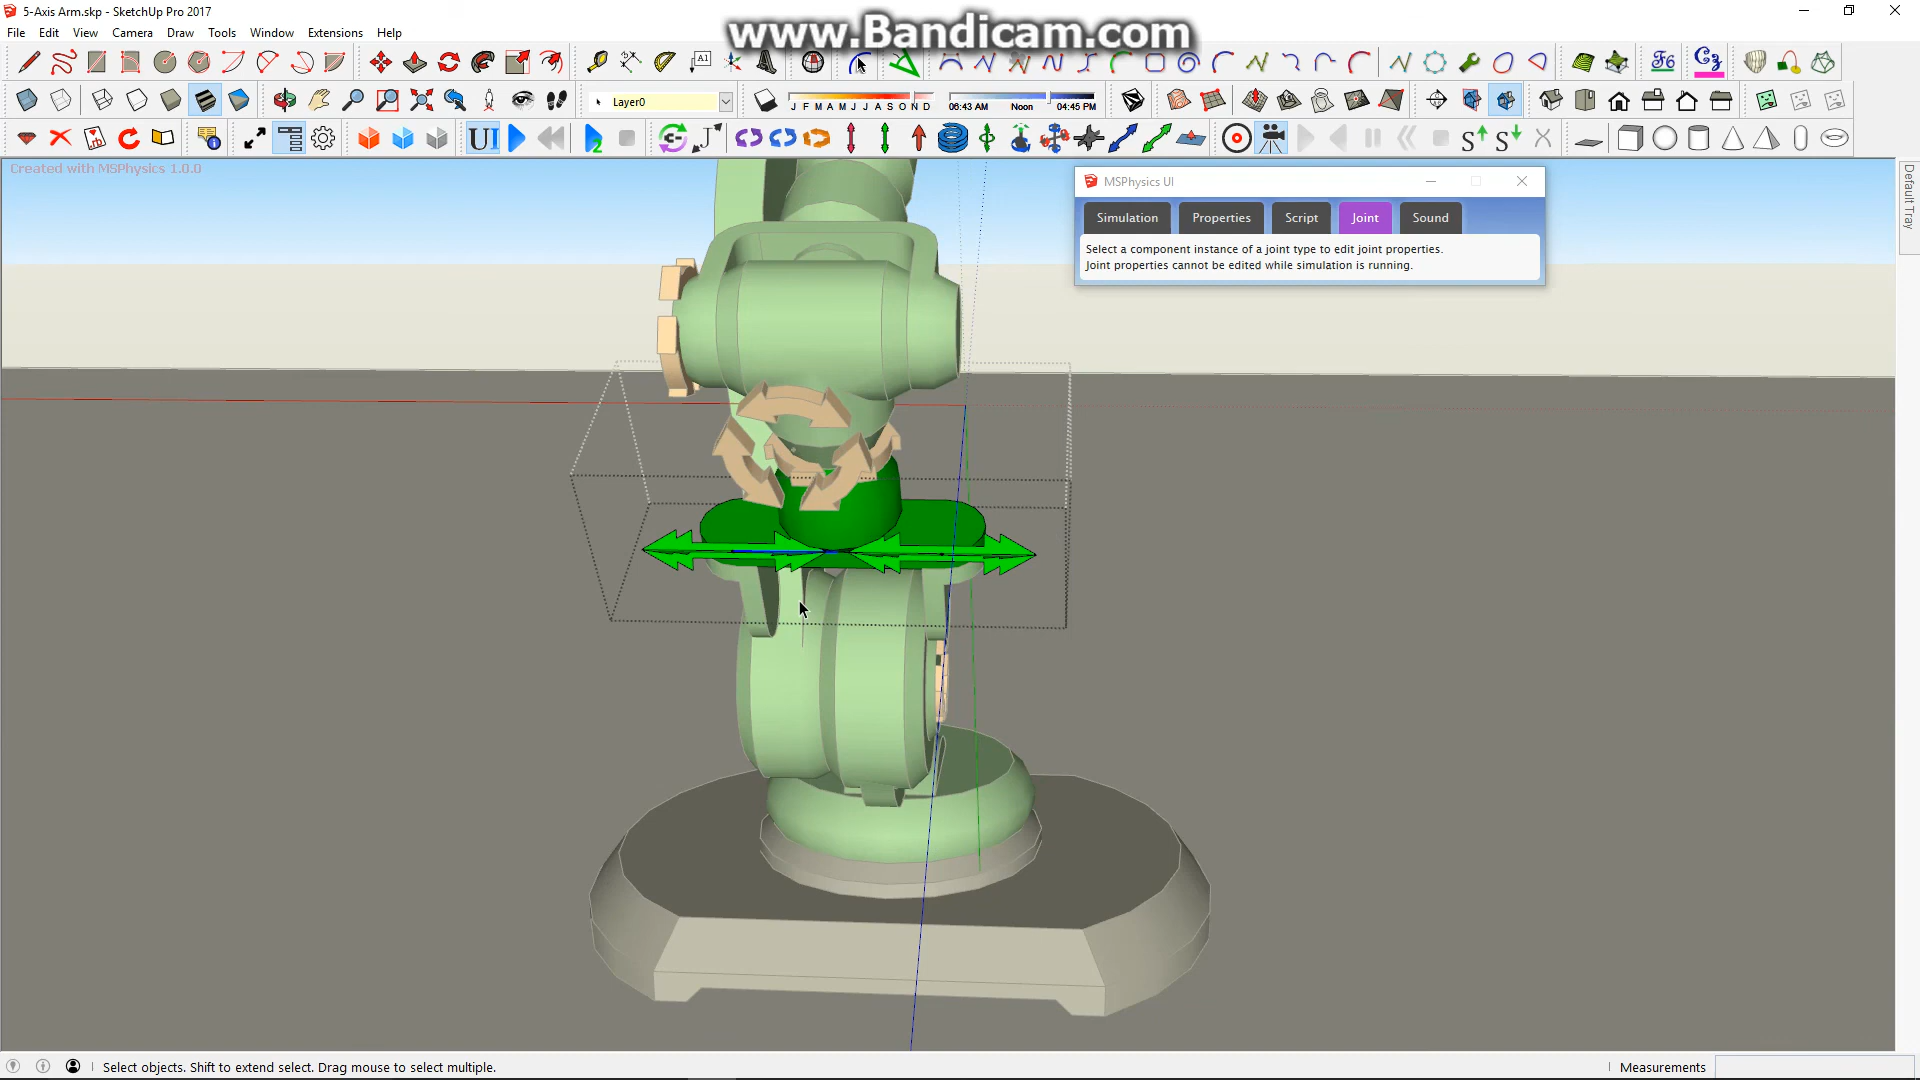 5-Axis Arm.skp - SketchUp Pro 2017
www.Bandicam.com
File Edit View Camera Draw Tools Window Extensions Help
A1
F6
Layer0
J F M A M J J A S O N D
06:43 AM Noon 04:45 PM
UI
2
J
S S
Created with MSPhysics 1.0.0
MSPhysics UI
Simulation Properties Script Joint Sound
Select a component instance of a joint type to edit joint properties.
Joint properties cannot be edited while simulation is running.
Default Tray
Select objects. Shift to extend select. Drag mouse to select multiple.
Measurements